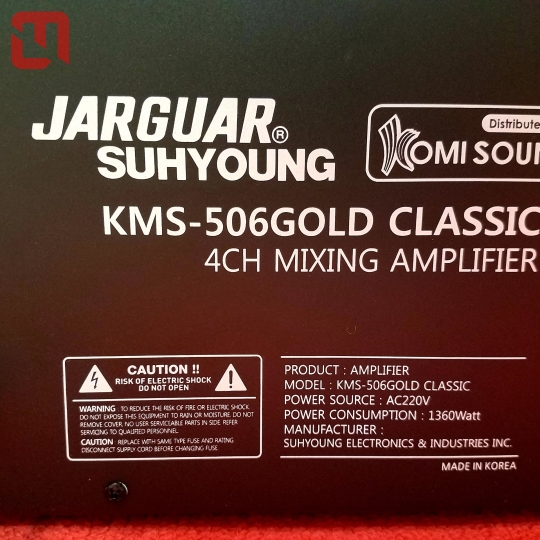 JARGUAR®
SUHYOUNG
Distribute
KOMI SOUN
KMS-506GOLD CLASSIC
4CH MIXING AMPLIFIER
CAUTION !!
RISK OF ELECTRIC SHOCK
DO NOT OPEN
WARNING TO REDUCE THE RISK OF FIRE OR ELECTRIC SHOCK.
DO NOT EXPOSE THIS EQUIPMENT TO RAIN OR MOISTURE. DO NOT
REMOVE COVER. NO USER SERVICEABLE PARTS IN SIDE. REFER
SERVICING TO QUALIFIED PERSONNEL.
CAUTION REPLACE WITH SAME TYPE FUSE AND RATING
DISCONNECT SUPPLY CORD BEFORE CHANGING FUSE.
PRODUCT : AMPLIFIER
MODEL : KMS-506GOLD CLASSIC
POWER SOURCE : AC220V
POWER CONSUMPTION : 1360Watt
MANUFACTURER :
SUHYOUNG ELECTRONICS & INDUSTRIES INC.
MADE IN KOREA